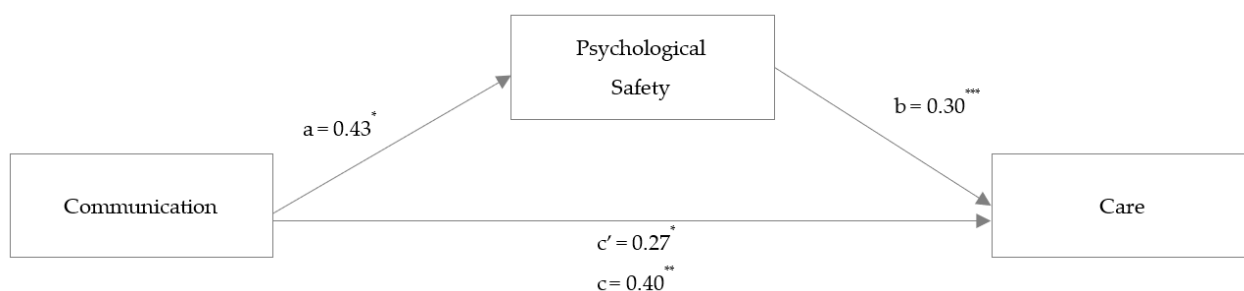 Psychological
Safety
a = 0.43*
b = 0.30***
Communication
Care
c’ = 0.27*
c = 0.40**